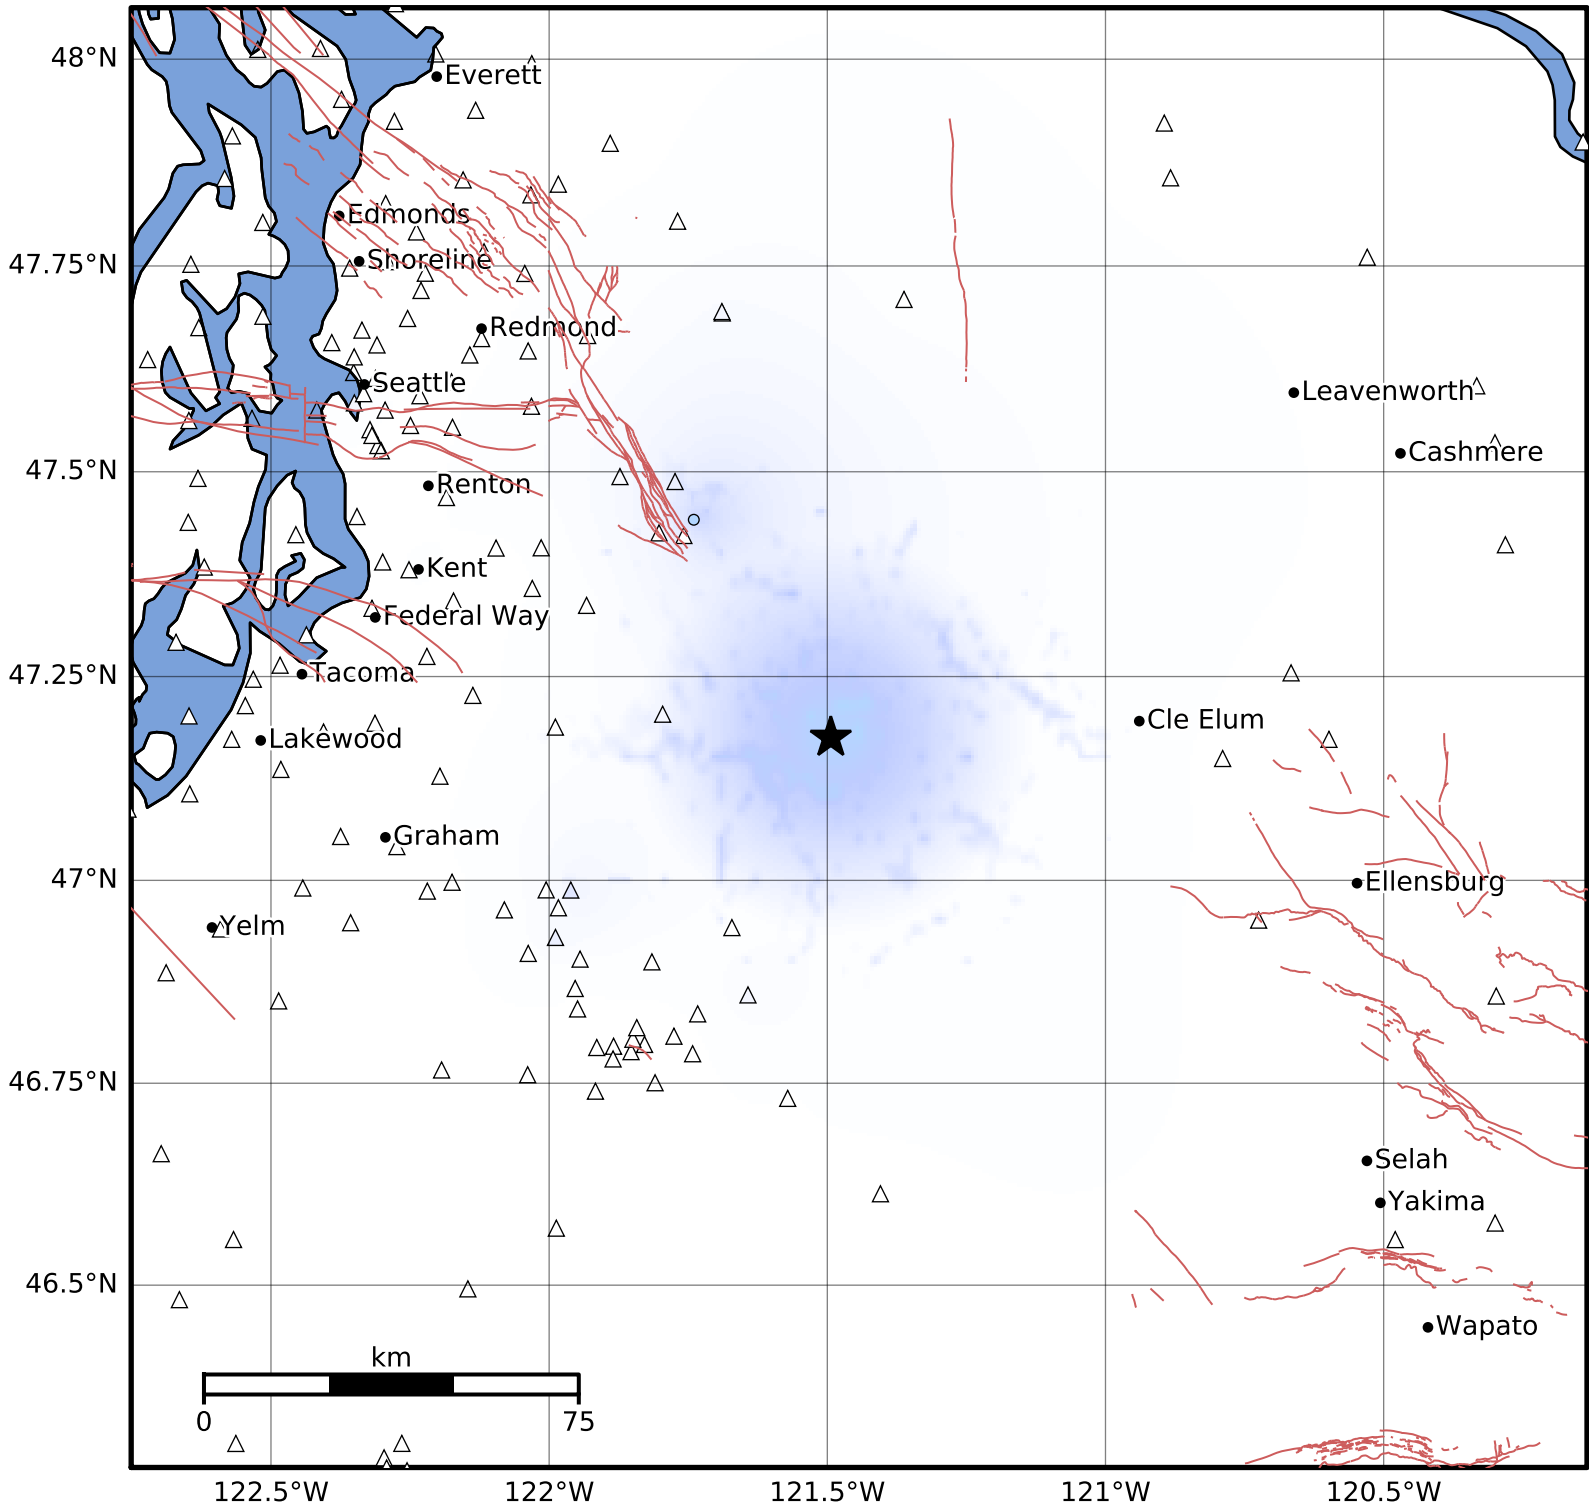 48°N
Everett
Edmonds
47.75°N
Shoreline
Redmond
Seattle
Leavenworth
Cashmere
47.5°N
Renton
Kent
Federal Way
47.25°N
Tacoma
Cle Elum
Lakewood
Graham
47°N
Ellensburg
Yelm
46.75°N
Selah
Yakima
46.5°N
Wapato
km
0 75
122.5°W 122°W 121.5°W 121°W 120.5°W